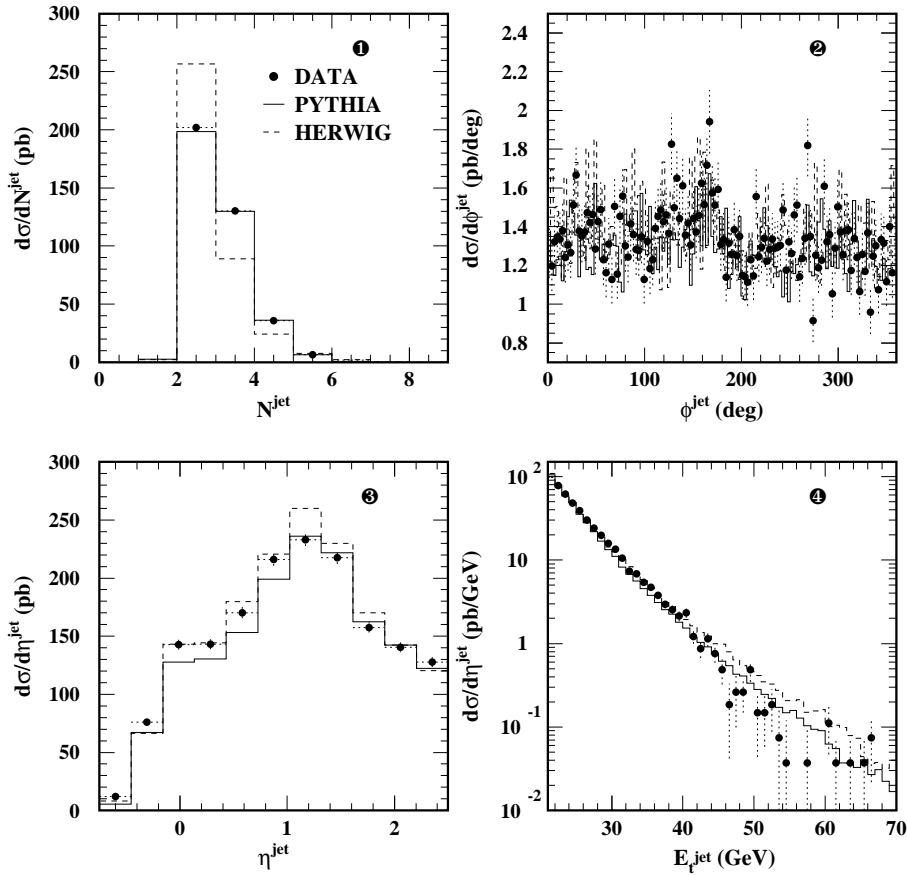 ❶
DATA
PYTHIA
HERWIG
dσ/dN^jet (pb)
300
250
200
150
100
50
0
0 2 4 6 8
N^jet
❷
dσ/dϕ^jet (pb/deg)
2.4
2.2
2
1.8
1.6
1.4
1.2
1
0.8
0 100 200 300
ϕ^jet (deg)
❸
dσ/dη^jet (pb)
300
250
200
150
100
50
0
0 1 2
η^jet
❹
dσ/dη^jet (pb/GeV)
10^2
10
1
10^-1
10^-2
30 40 50 60 70
E_t^jet (GeV)